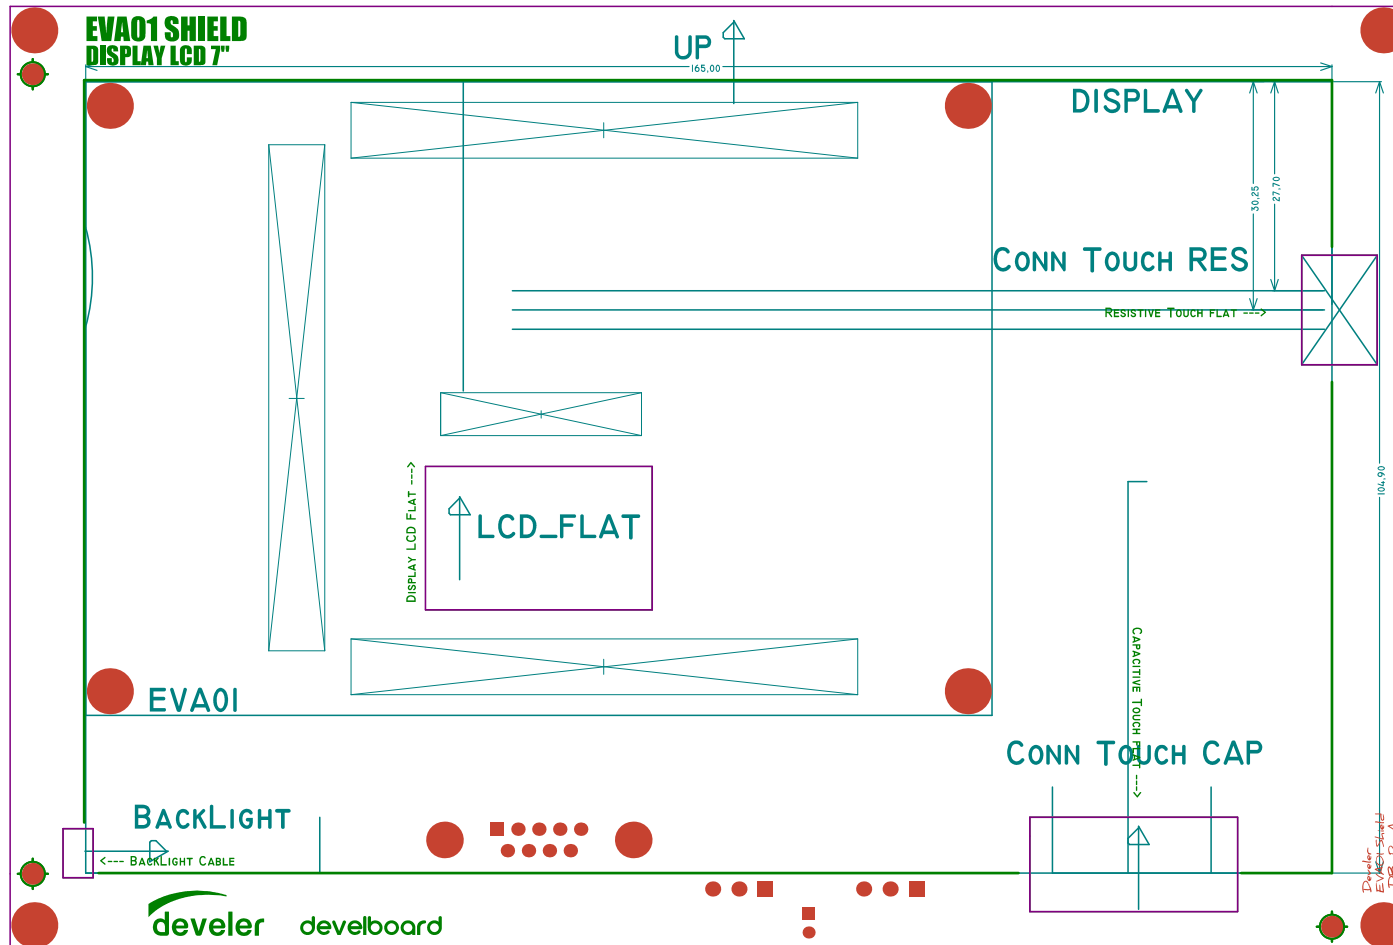 EVA01 SHIELD
DISPLAY LCD 7"
UP
165,00
DISPLAY
30,25
27,70
CONN TOUCH RES
RESISTIVE TOUCH FLAT --->
104,90
DISPLAY LCD FLAT --->
LCD_FLAT
CAPACITIVE TOUCH FLAT --->
EVA01
CONN TOUCH CAP
BACKLIGHT
<--- BACKLIGHT CABLE
Develer
EVA01 Shield
develer
develboard